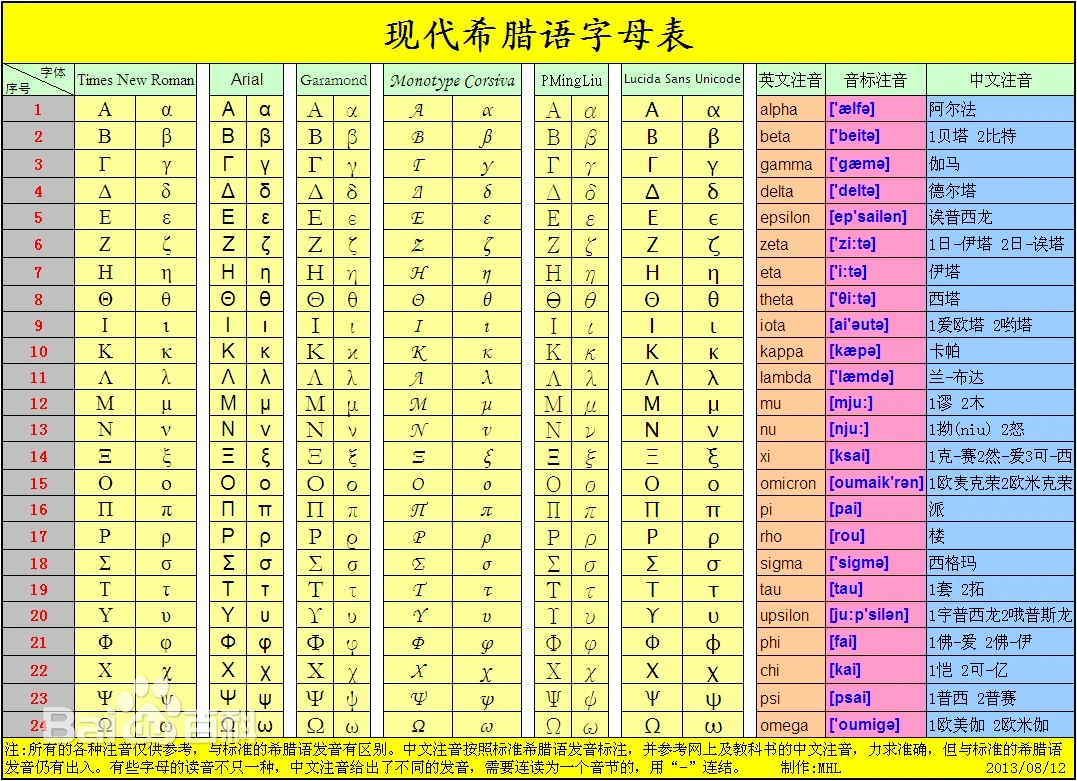 现代希腊语字母表
字体
序号 Times New Roman Arial Garamond Monotype Corsiva PMingLiu Lucida Sans Unicode 英文注音 音标注音 中文注音
1 Α α Α α Α α Α α Α α Α α alpha ['ælfə] 阿尔法
2 Β β Β β Β β Β β Β β Β β beta ['beitə] 1贝塔 2比特
3 Γ γ Γ γ Γ γ Γ γ Γ γ Γ γ gamma ['gæmə] 伽马
4 Δ δ Δ δ Δ δ Δ δ Δ δ Δ δ delta ['deltə] 德尔塔
5 Ε ε Ε ε Ε ε Ε ε Ε ε Ε ϵ epsilon [ep'sailən] 诶普西龙
6 Ζ ζ Ζ ζ Ζ ζ Ζ ζ Ζ ζ Ζ ζ zeta ['zi:tə] 1日-伊塔 2日-诶塔
7 Η η Η η Η η Η η Η η Η η eta ['i:tə] 伊塔
8 Θ θ Θ θ Θ θ Θ θ Θ θ Θ θ theta ['θi:tə] 西塔
9 Ι ι Ι ι Ι ι Ι ι Ι ι Ι ι iota [ai'əutə] 1爱欧塔 2哟塔
10 Κ κ Κ κ Κ κ Κ κ Κ κ Κ κ kappa [kæpə] 卡帕
11 Λ λ Λ λ Λ λ Λ λ Λ λ Λ λ lambda ['læmdə] 兰-布达
12 Μ μ Μ μ Μ μ Μ μ Μ μ Μ μ mu [mju:] 1谬 2木
13 Ν ν Ν ν Ν ν Ν ν Ν ν Ν ν nu [nju:] 1拗(niu) 2怒
14 Ξ ξ Ξ ξ Ξ ξ Ξ ξ Ξ ξ Ξ ξ xi [ksai] 1克-赛2然-爱3可-西
15 Ο ο Ο ο Ο ο Ο ο Ο ο Ο ο omicron [oumaik'rən] 1欧麦克荣2欧米克荣
16 Π π Π π Π π Π π Π π Π π pi [pai] 派
17 Ρ ρ Ρ ρ Ρ ϱ Ρ ρ Ρ ρ Ρ ρ rho [rou] 楼
18 Σ σ Σ σ Σ σ Σ σ Σ σ Σ σ sigma ['sigmə] 西格玛
19 Τ τ Τ τ Τ τ Τ τ Τ τ Τ τ tau [tau] 1套 2拓
20 Υ υ Υ υ Υ υ Υ υ Υ υ Υ υ upsilon [ju:p'silən] 1宇普西龙2哦普斯龙
21 Φ φ Φ φ Φ φ Φ φ Φ φ Φ ϕ phi [fai] 1佛-爱 2佛-伊
22 Χ χ Χ χ Χ χ Χ χ Χ χ Χ χ chi [kai] 1恺 2可-亿
23 Ψ ψ Ψ ψ Ψ ψ Ψ ψ Ψ ψ Ψ ψ psi [psai] 1普西 2普赛
24 Ω ω Ω ω Ω ω Ω ω Ω ω Ω ω omega ['oumigə] 1欧美伽 2欧米伽
Bai百科
注:所有的各种注音仅供参考，与标准的希腊语发音有区别。中文注音按照标准希腊语发音标注，并参考网上及教科书的中文注音，力求准确，但与标准的希腊语
发音仍有出入。有些字母的读音不只一种，中文注音给出了不同的发音，需要连读为一个音节的，用“-”连结。 制作:MHL 2013/08/12